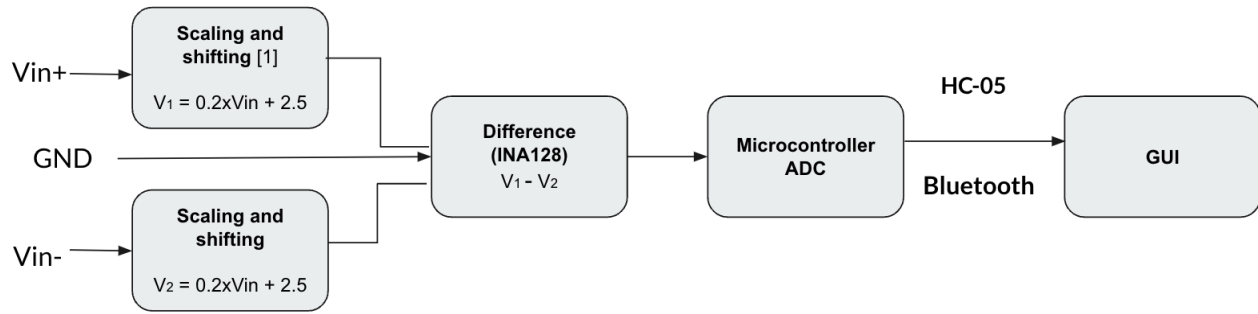 Vin+
Scaling and
shifting [1]
V1 = 0.2xVin + 2.5
GND
Vin-
Scaling and
shifting
V2 = 0.2xVin + 2.5
Difference
(INA128)
V1 - V2
Microcontroller
ADC
HC-05
Bluetooth
GUI